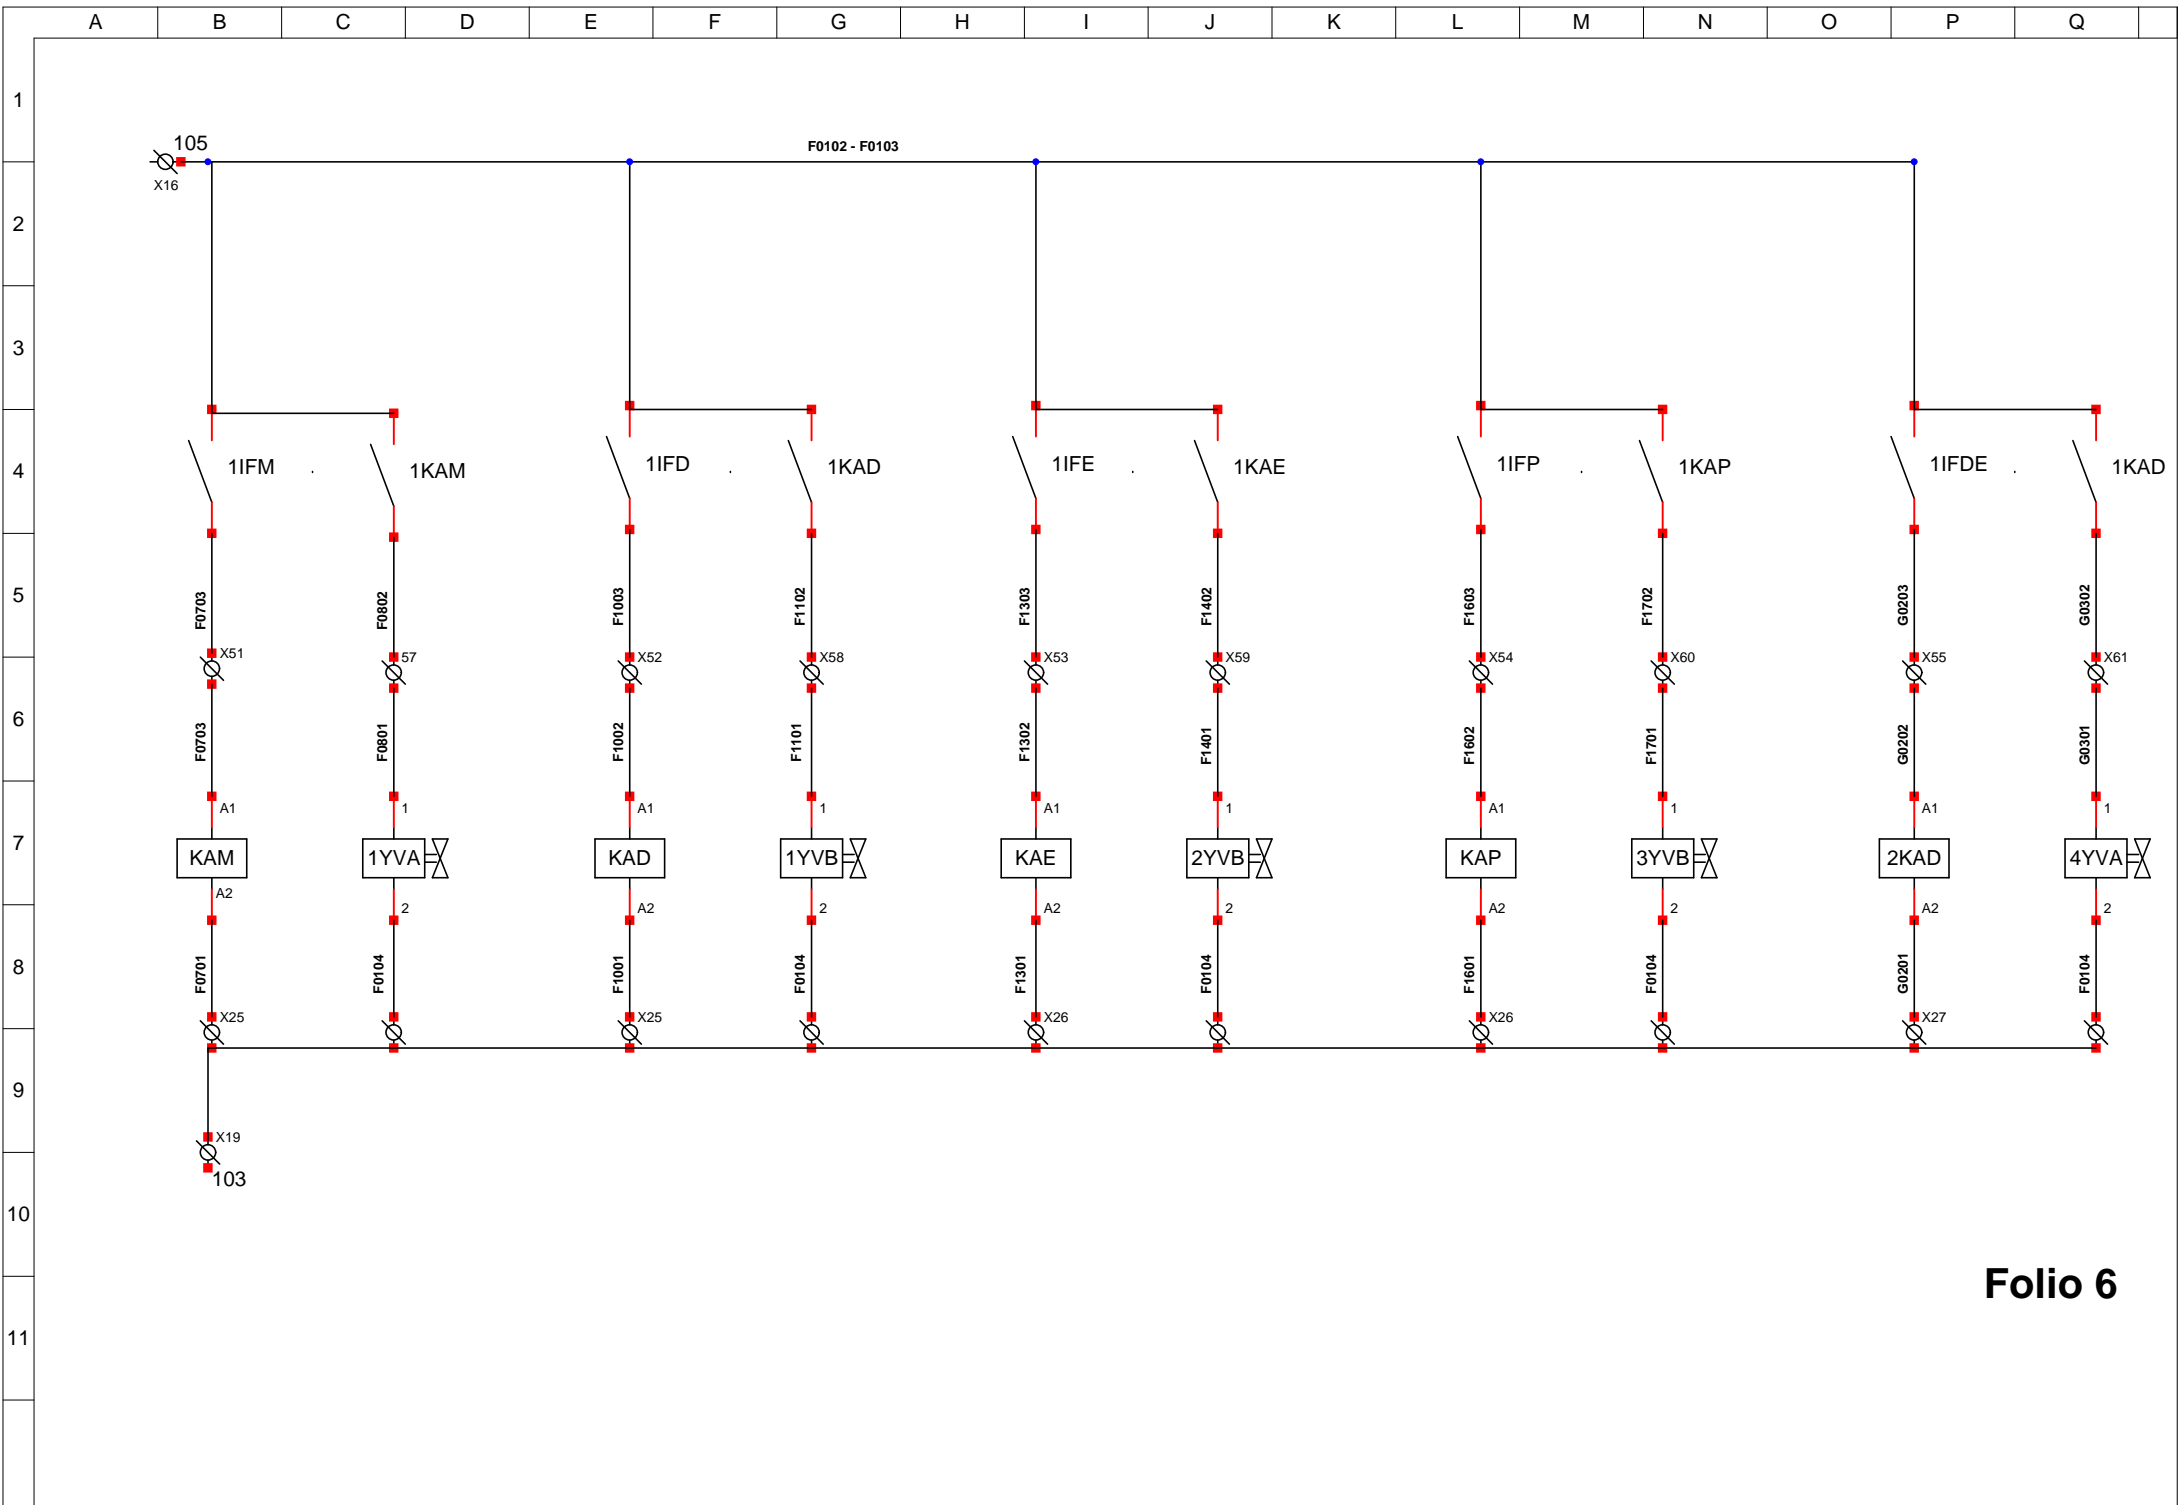 A B C D E F G H I J K L M N O P Q
1
105
F0102 - F0103
X16
2
3
4
1IFM . 1KAM 1IFD . 1KAD 1IFE . 1KAE 1IFP . 1KAP 1IFDE . 1KAD
5
F0703 F0802 F1003 F1102 F1303 F1402 F1603 F1702 G0203 G0302
X51 57 X52 X58 X53 X59 X54 X60 X55 X61
6
F0703 F0801 F1002 F1101 F1302 F1401 F1602 F1701 G0202 G0301
A1 1 A1 1 A1 1 A1 1 A1 1
7
KAM 1YVA KAD 1YVB KAE 2YVB KAP 3YVB 2KAD 4YVA
A2 2 A2 2 A2 2 A2 2 A2 2
8
F0701 F0104 F1001 F0104 F1301 F0104 F1601 F0104 G0201 F0104
X25 X25 X26 X26 X27
9
X19
103
10
Folio 6
11